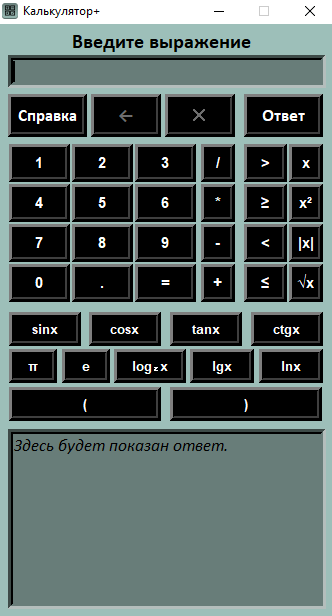 Калькулятор+
Введите выражение
Справка ← × Ответ
1 2 3 / > x
4 5 6 * ≥ x²
7 8 9 - < |x|
0 . = + ≤ √x
sinx cosx tanx ctgx
π e log₂x lgx lnx
( )
Здесь будет показан ответ.